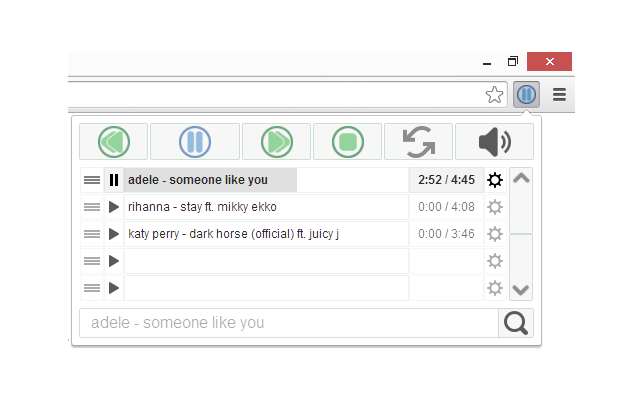 adele - someone like you 2:52 / 4:45
rihanna - stay ft. mikky ekko 0:00 / 4:08
katy perry - dark horse (official) ft. juicy j 0:00 / 3:46
adele - someone like you